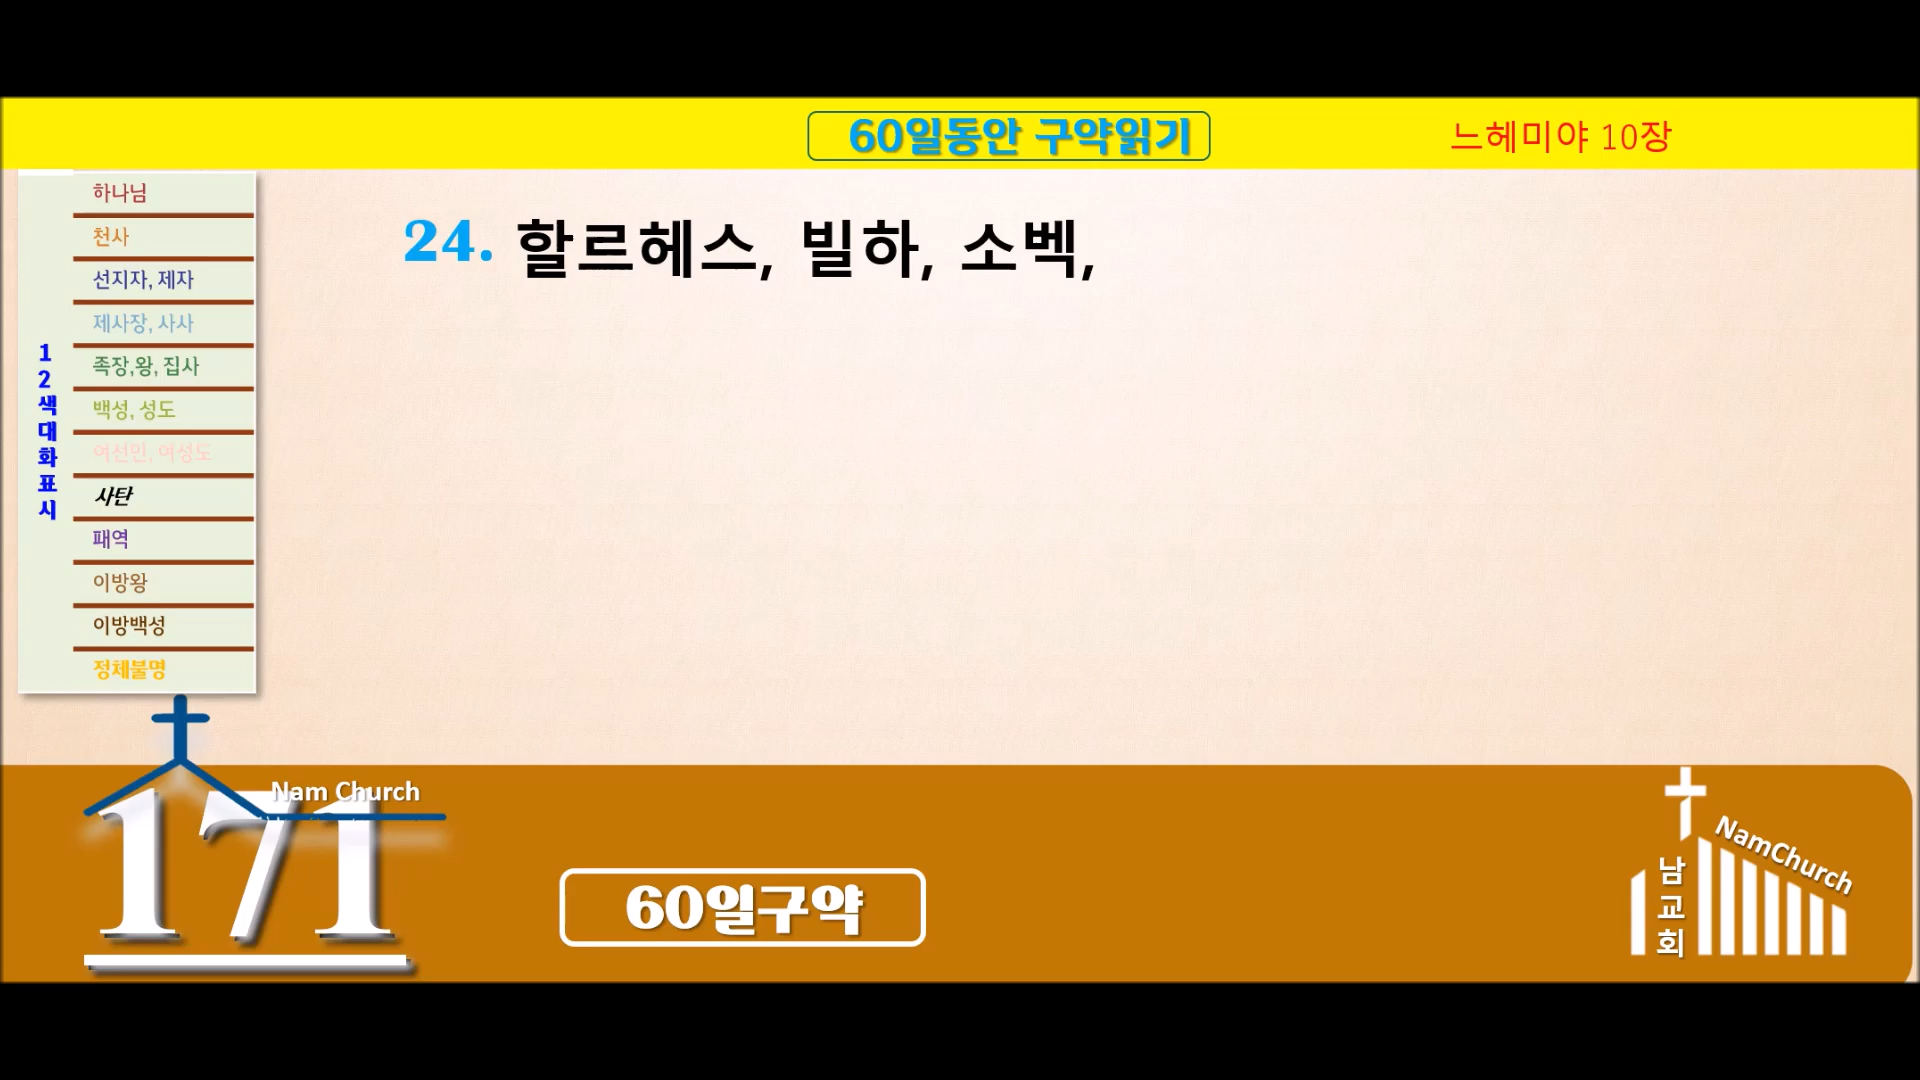 60일동안 구약읽기
느헤미야 10장
12색대화표시
하나님
천사
선지자, 제자
제사장, 사사
족장,왕, 집사
백성, 성도
여선민, 여성도
사탄
패역
이방왕
이방백성
정체불명
24. 할르헤스, 빌하, 소벡,
Nam Church
171
60일구약
NamChurch
남교회